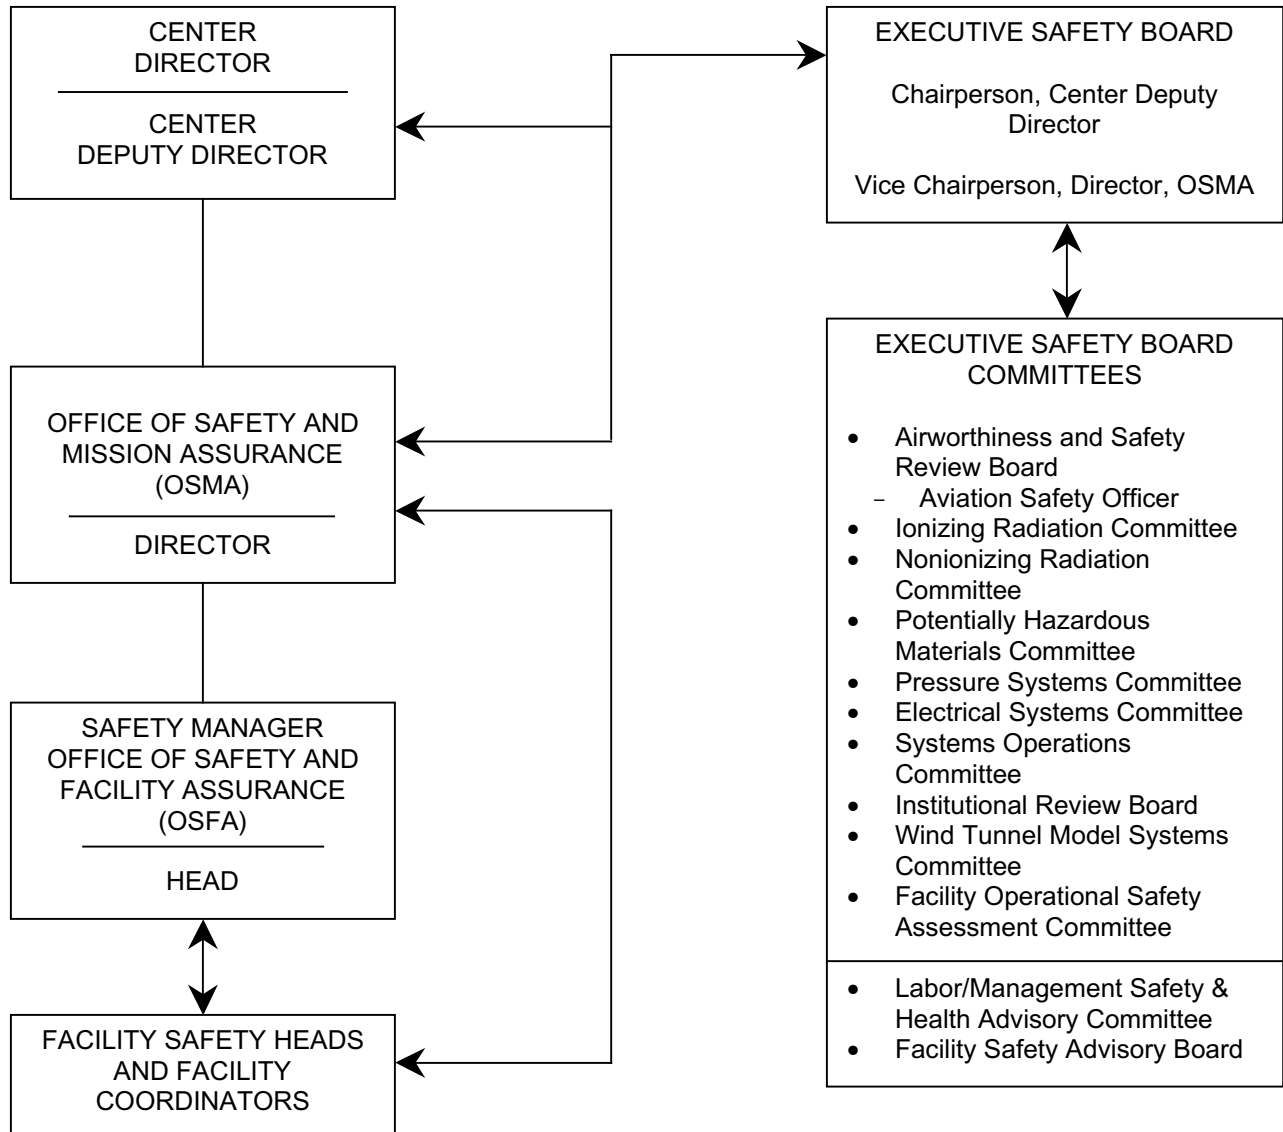 CENTER
DIRECTOR
CENTER
DEPUTY DIRECTOR
OFFICE OF SAFETY AND
MISSION ASSURANCE
(OSMA)
DIRECTOR
SAFETY MANAGER
OFFICE OF SAFETY AND
FACILITY ASSURANCE
(OSFA)
HEAD
FACILITY SAFETY HEADS
AND FACILITY
COORDINATORS
EXECUTIVE SAFETY BOARD
Chairperson, Center Deputy
Director
Vice Chairperson, Director, OSMA
EXECUTIVE SAFETY BOARD
COMMITTEES
• Airworthiness and Safety
Review Board
– Aviation Safety Officer
• Ionizing Radiation Committee
• Nonionizing Radiation
Committee
• Potentially Hazardous
Materials Committee
• Pressure Systems Committee
• Electrical Systems Committee
• Systems Operations
Committee
• Institutional Review Board
• Wind Tunnel Model Systems
Committee
• Facility Operational Safety
Assessment Committee
• Labor/Management Safety &
Health Advisory Committee
• Facility Safety Advisory Board